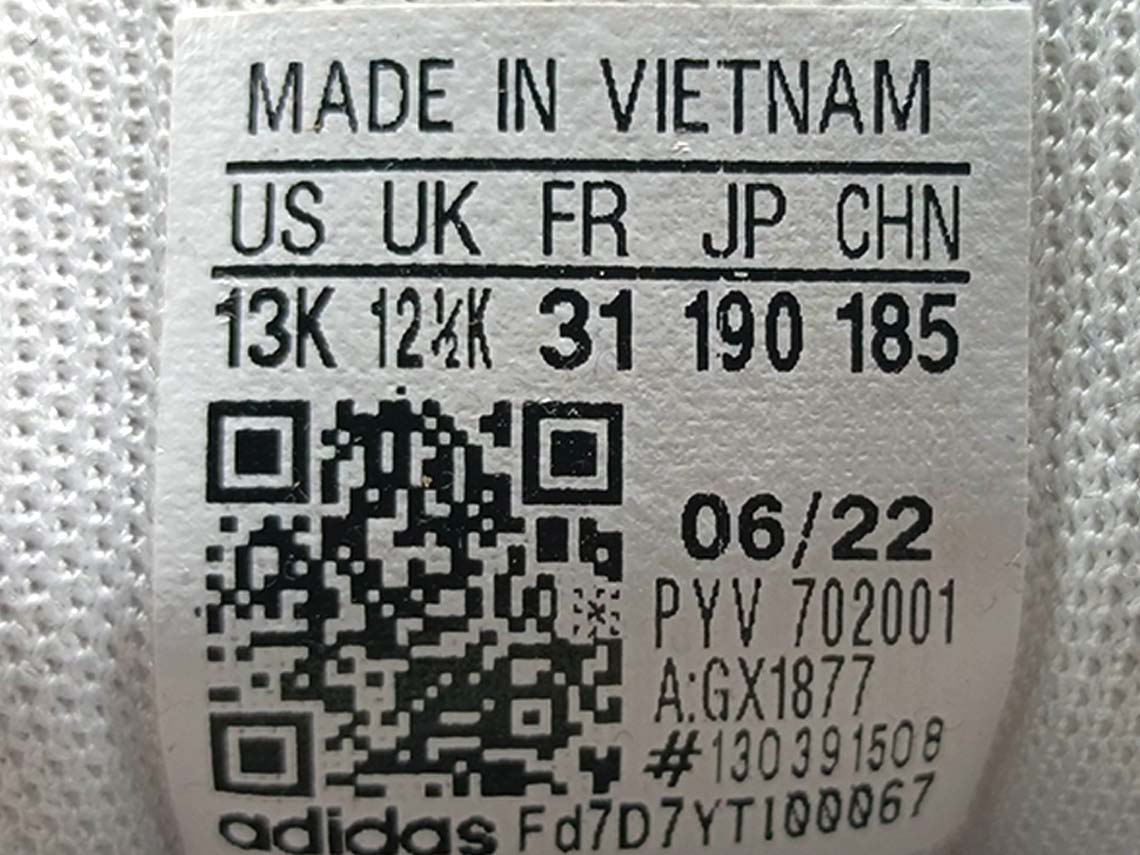 MADE IN VIETNAM
US UK FR JP CHN
13K 12½K 31 190 185
06/22
PYV 702001
A:GX1877
#130391508
adidas Fd7D7YTI00067